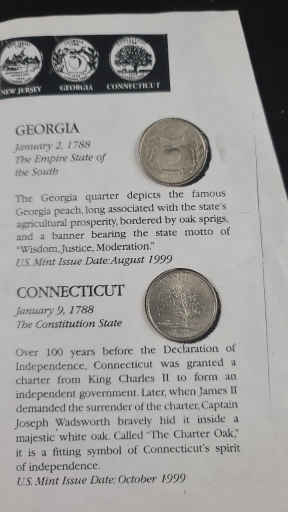 NEW JERSEY GEORGIA CONNECTICUT
GEORGIA
January 2, 1788
The Empire State of
the South
The Georgia quarter depicts the famous
Georgia peach, long associated with the state's
agricultural prosperity, bordered by oak sprigs,
and a banner bearing the state motto of
"Wisdom, Justice, Moderation."
U.S. Mint Issue Date: August 1999
CONNECTICUT
January 9, 1788
The Constitution State
Over 100 years before the Declaration of
Independence, Connecticut was granted a
charter from King Charles II to form an
independent government. Later, when James II
demanded the surrender of the charter, Captain
Joseph Wadsworth bravely hid it inside a
majestic white oak. Called "The Charter Oak,"
it is a fitting symbol of Connecticut's spirit
of independence.
U.S. Mint Issue Date: October 1999